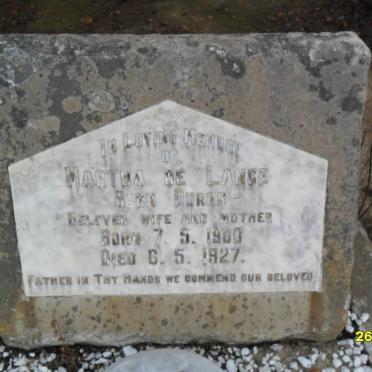 IN LOVING MEMORY
OF
MARTHA DE LANGE
BELOVED WIFE AND MOTHER
BORN 7. 5. 1900
DIED 6. 5. 1927.
FATHER IN THY HANDS WE COMMEND OUR BELOVED
26